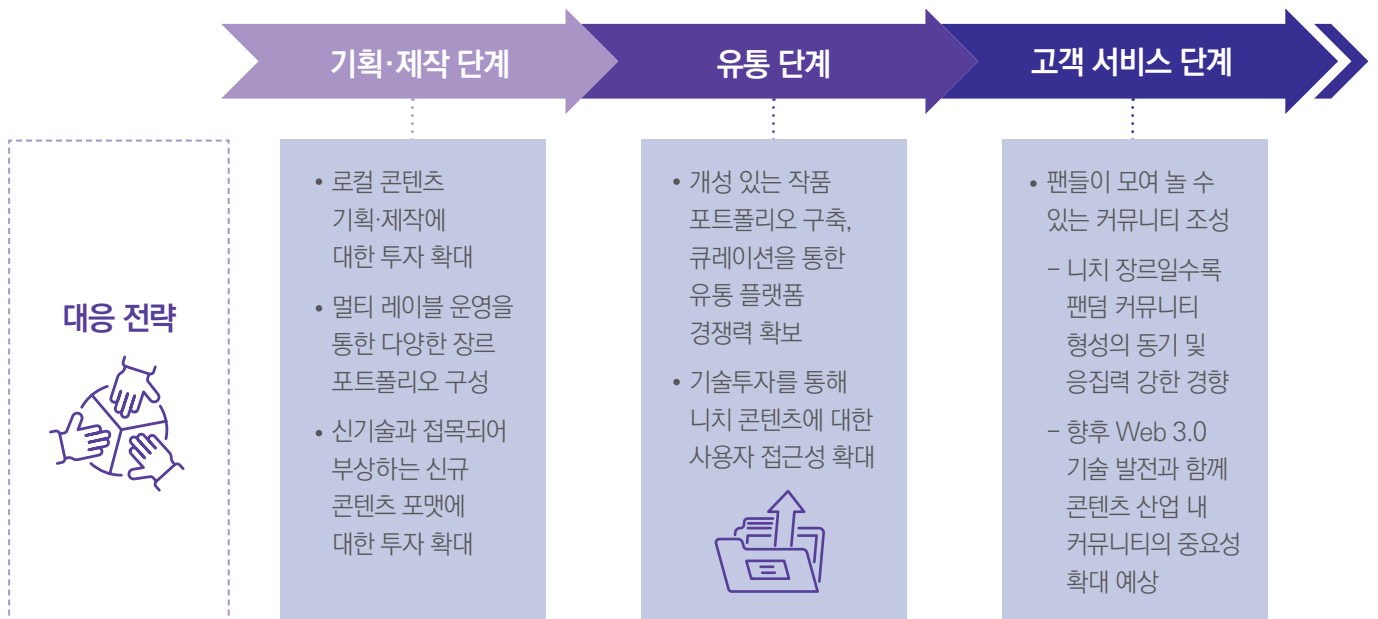 기획·제작 단계
유통 단계
고객 서비스 단계
대응 전략
• 로컬 콘텐츠
기획·제작에
대한 투자 확대
• 멀티 레이블 운영을
통한 다양한 장르
포트폴리오 구성
• 신기술과 접목되어
부상하는 신규
콘텐츠 포맷에
대한 투자 확대
• 개성 있는 작품
포트폴리오 구축,
큐레이션을 통한
유통 플랫폼
경쟁력 확보
• 기술투자를 통해
니치 콘텐츠에 대한
사용자 접근성 확대
• 팬들이 모여 놀 수
있는 커뮤니티 조성
– 니치 장르일수록
팬덤 커뮤니티
형성의 동기 및
응집력 강한 경향
– 향후 Web 3.0
기술 발전과 함께
콘텐츠 산업 내
커뮤니티의 중요성
확대 예상